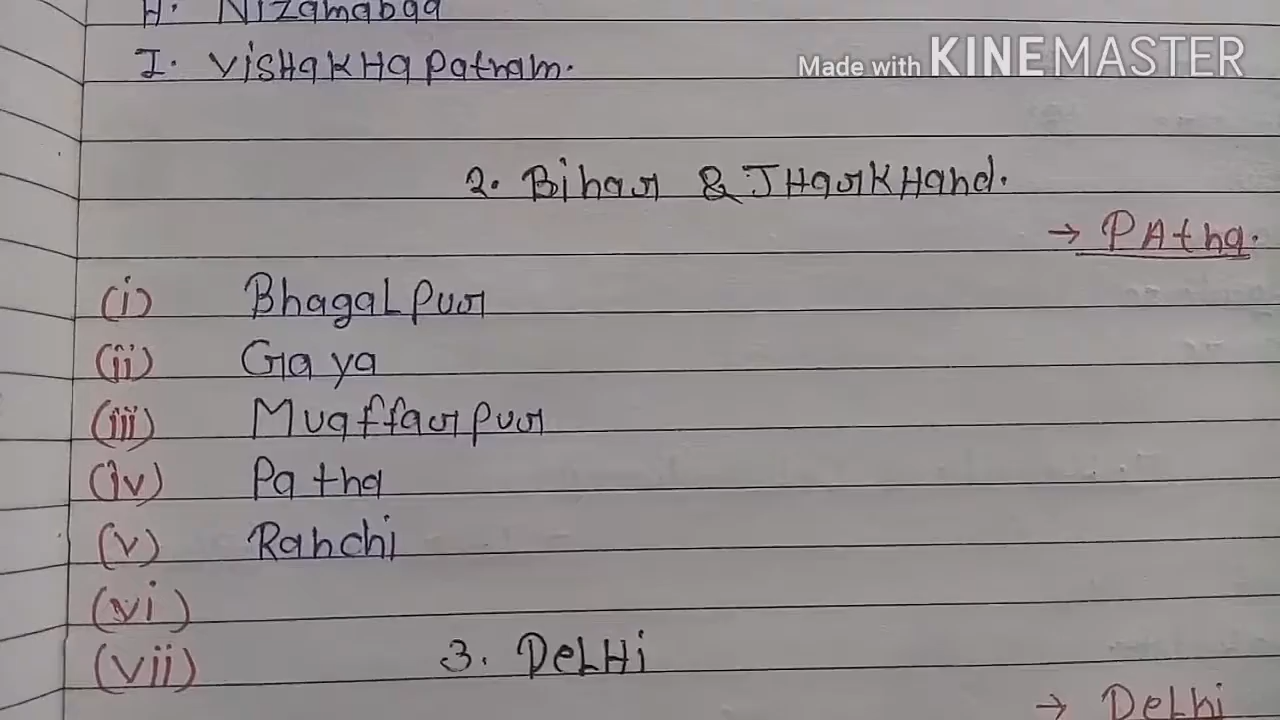 H. Nizamabad
I. VisHaKHaPatnam.
Made with KINEMASTER
2. Bihar & JHarKHand.
→ PAtna.
(i) BhagaLPur
(ii) Gaya
(iii) Muaffarpur
(iv) Patna
(v) Ranchi
(vi)
(vii) 3. DeLHi
→ DeLhi